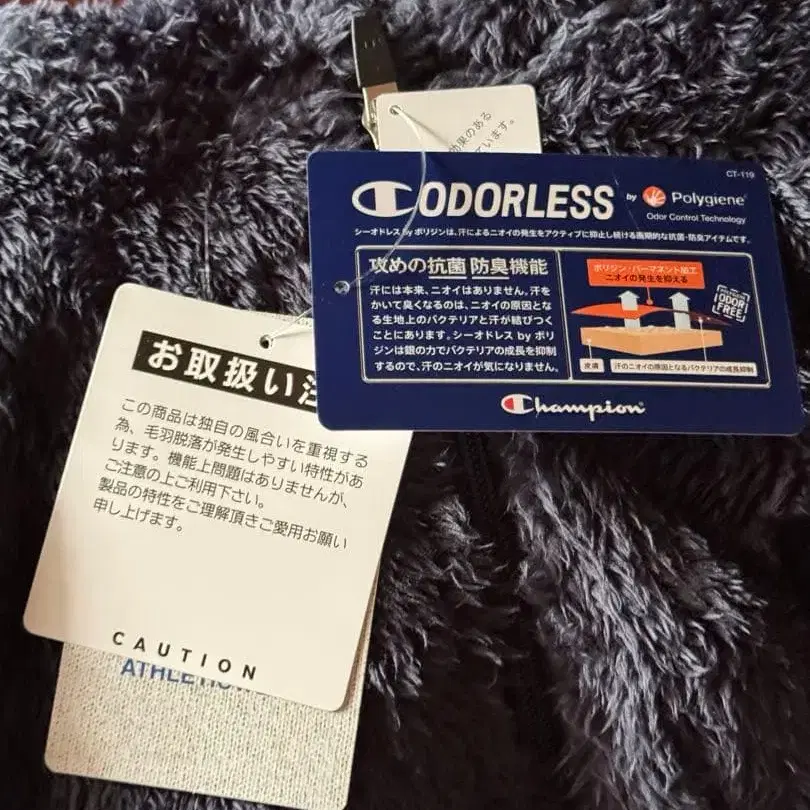 効果のある
ています。
CT-119
C ODORLESS by Polygiene®
Odor Control Technology
シーオドレス by ポリジンは、汗によるニオイの発生をアクティブに抑止し続ける画期的な抗菌・防臭アイテムです。
攻めの抗菌防臭機能
汗には本来、ニオイはありません。汗を
かいて臭くなるのは、ニオイの原因とな
る生地上のバクテリアと汗が結びつく
ことにあります。シーオドレス by ポリ
ジンは銀の力でバクテリアの成長を抑制
するので、汗のニオイが気になりません。
ポリジン・パーマネント加工
ニオイの発生を抑える
ODOR
FREE
皮膚
汗のニオイの原因となるバクテリアの成長抑制
Champion
お取扱い注
この商品は独自の風合いを重視する
為、毛羽脱落が発生しやすい特性があ
ります。機能上問題はありませんが、
ご注意の上ご利用下さい。
製品の特性をご理解頂きご愛用お願い
申し上げます。
CAUTION
ATHLETIC